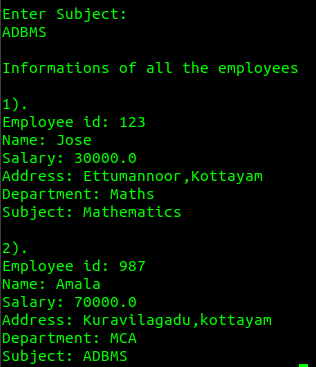 Enter Subject:
ADBMS
Informations of all the employees
1).
Employee id: 123
Name: Jose
Salary: 30000.0
Address: Ettumannoor,Kottayam
Department: Maths
Subject: Mathematics
2).
Employee id: 987
Name: Amala
Salary: 70000.0
Address: Kuravilagadu,kottayam
Department: MCA
Subject: ADBMS